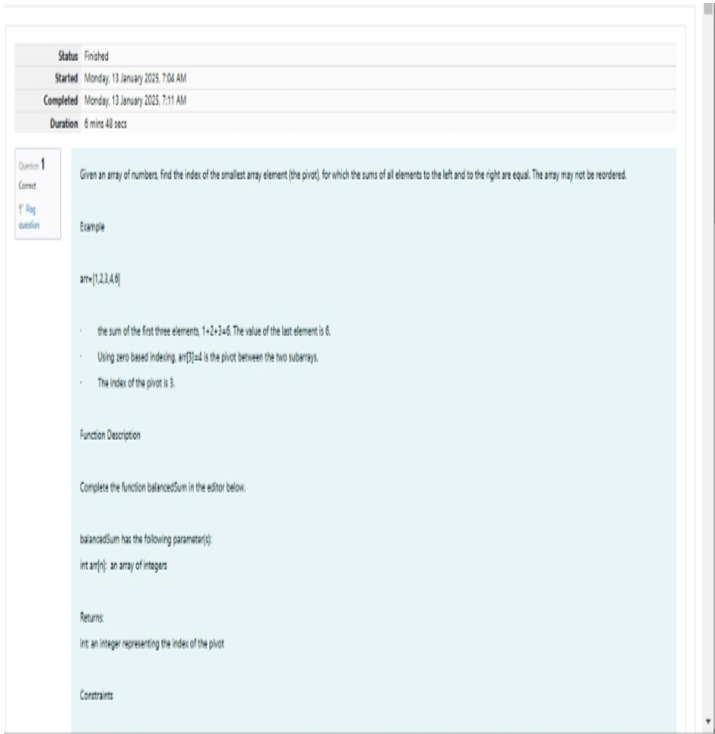 Status Finished
Started Monday, 13 January 2025, 7:04 AM
Completed Monday, 13 January 2025, 7:11 AM
Duration 6 mins 48 secs
Question 1
Correct
Flag
question
Given an array of numbers, find the index of the smallest array element (the pivot), for which the sums of all elements to the left and to the right are equal. The array may not be reordered.
Example
arr=[1,2,3,4,6]
· the sum of the first three elements, 1+2+3=6. The value of the last element is 6.
· Using zero based indexing, arr[3]=4 is the pivot between the two subarrays.
· The index of the pivot is 3.
Function Description
Complete the function balancedSum in the editor below.
balancedSum has the following parameter(s):
int arr[n]: an array of integers
Returns:
int: an integer representing the index of the pivot
Constraints